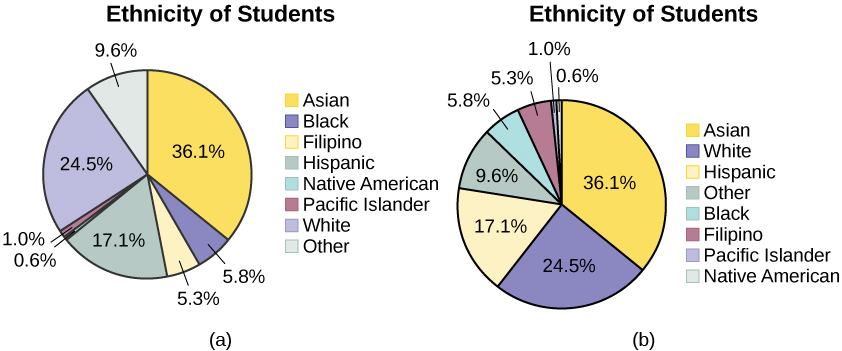 Ethnicity of Students
9.6%
36.1%
24.5%
1.0%
0.6%
17.1%
5.3%
5.8%
Asian
Black
Filipino
Hispanic
Native American
Pacific Islander
White
Other
(a)
Ethnicity of Students
1.0%
0.6%
5.3%
5.8%
9.6%
36.1%
17.1%
24.5%
Asian
White
Hispanic
Other
Black
Filipino
Pacific Islander
Native American
(b)